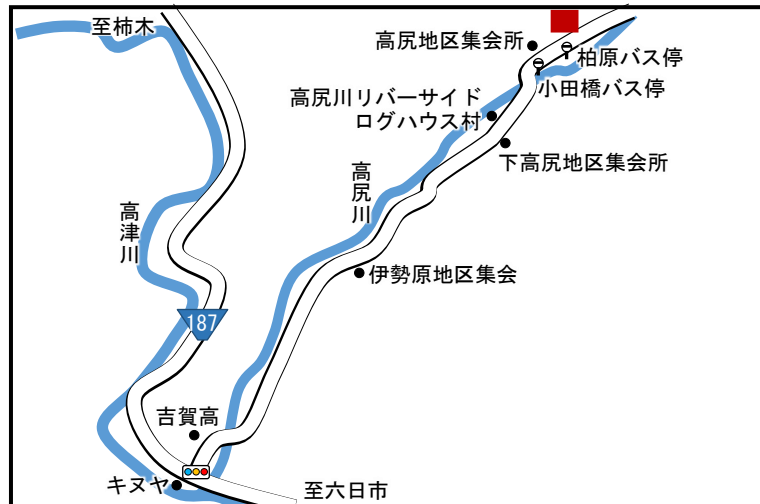 至柿木
高尻地区集会所
柏原バス停
小田橋バス停
高尻川リバーサイド
ログハウス村
下高尻地区集会所
高尻川
高津川
伊勢原地区集会
187
吉賀高
キヌヤ
至六日市